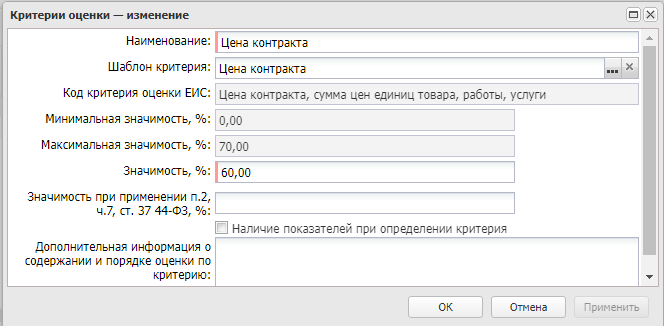 Критерии оценки — изменение
Наименование: Цена контракта
Шаблон критерия: Цена контракта
Код критерия оценки ЕИС: Цена контракта, сумма цен единиц товара, работы, услуги
Минимальная значимость, %: 0,00
Максимальная значимость, %: 70,00
Значимость, %: 60,00
Значимость при применении п.2,
ч.7, ст. 37 44-ФЗ, %:
Наличие показателей при определении критерия
Дополнительная информация о
содержании и порядке оценки по
критерию:
ОК Отмена Применить